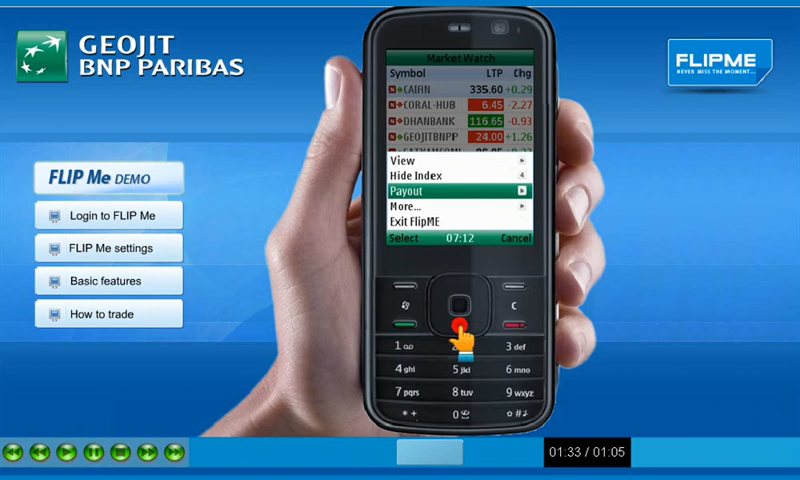 GEOJIT
BNP PARIBAS
FLIPME
NEVER MISS THE MOMENT...
FLIP Me DEMO
Login to FLIP Me
FLIP Me settings
Basic features
How to trade
Market Watch
Symbol LTP Chg
N CAIRN 335.60 +0.29
N CORAL-HUB 6.45 -2.27
N DHANBANK 116.65 -0.93
N GEOJITBNPP 24.00 +1.26
View
Hide Index 4
Payout
More...
Exit FlipME
Select 07:12 Cancel
C
1 3 def
4 ghi 5 jkl 6 mno
7 pqrs 8 tuv 9 wxyz
* + 0 #
01:33 / 01:05